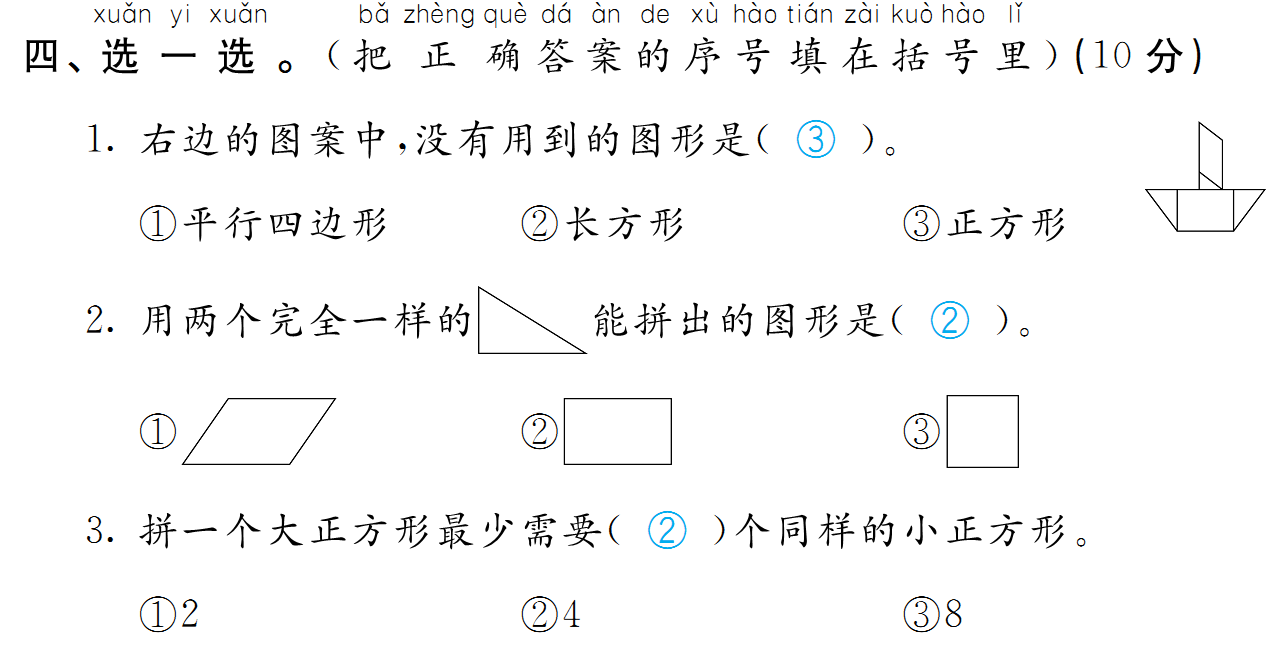 xuǎn yi xuǎn bǎ zhèng què dá àn de xù hào tián zài kuò hào lǐ
四、选一选。(把正确答案的序号填在括号里)(10分)
1. 右边的图案中,没有用到的图形是( ③ )。
①平行四边形 ②长方形 ③正方形
2. 用两个完全一样的 能拼出的图形是( ② )。
① ② ③
3. 拼一个大正方形最少需要( ② )个同样的小正方形。
①2 ②4 ③8